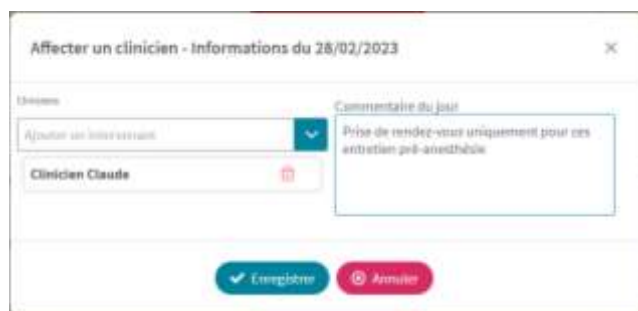 Affecter un clinicien - Informations du 28/02/2023
Cliniciens
Ajouter un intervenant
Clinicien Claude
Commentaire du jour
Prise de rendez-vous uniquement pour ces
entretien pré-anesthésie
Enregistrer
Annuler